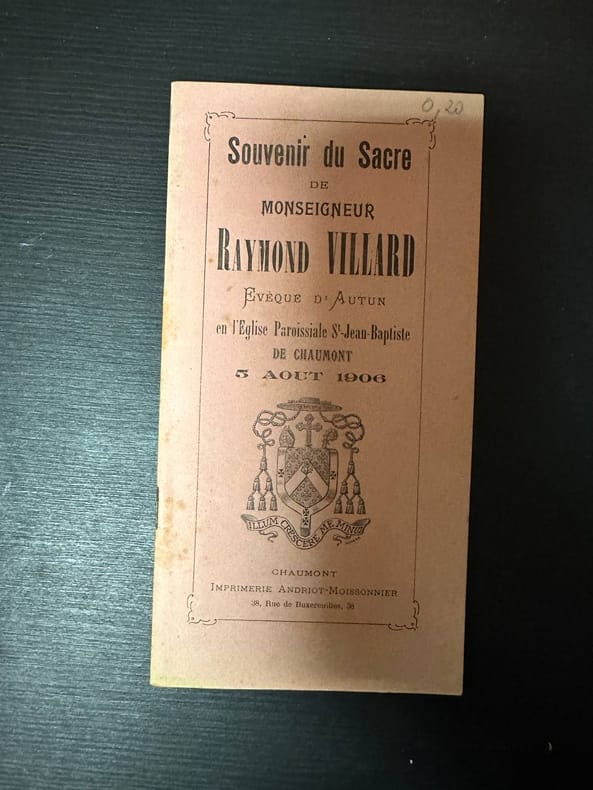 0,20
Souvenir du Sacre
DE
MONSEIGNEUR
RAYMOND VILLARD
EVÊQUE D'AUTUN
en l'Eglise Paroissiale St-Jean-Baptiste
DE CHAUMONT
5 AOUT 1906
ILLUM CRESCERE ME MINUI
CHAUMONT
IMPRIMERIE ANDRIOT-MOISSONNIER
38, Rue de Buxereuilles, 38